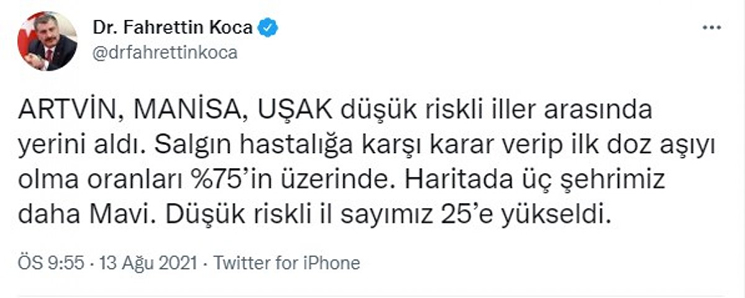 Dr. Fahrettin Koca
@drfahrettinkoca
ARTVİN, MANİSA, UŞAK düşük riskli iller arasında
yerini aldı. Salgın hastalığa karşı karar verip ilk doz aşıyı
olma oranları %75’in üzerinde. Haritada üç şehrimiz
daha Mavi. Düşük riskli il sayımız 25’e yükseldi.
ÖS 9:55 · 13 Ağu 2021 · Twitter for iPhone